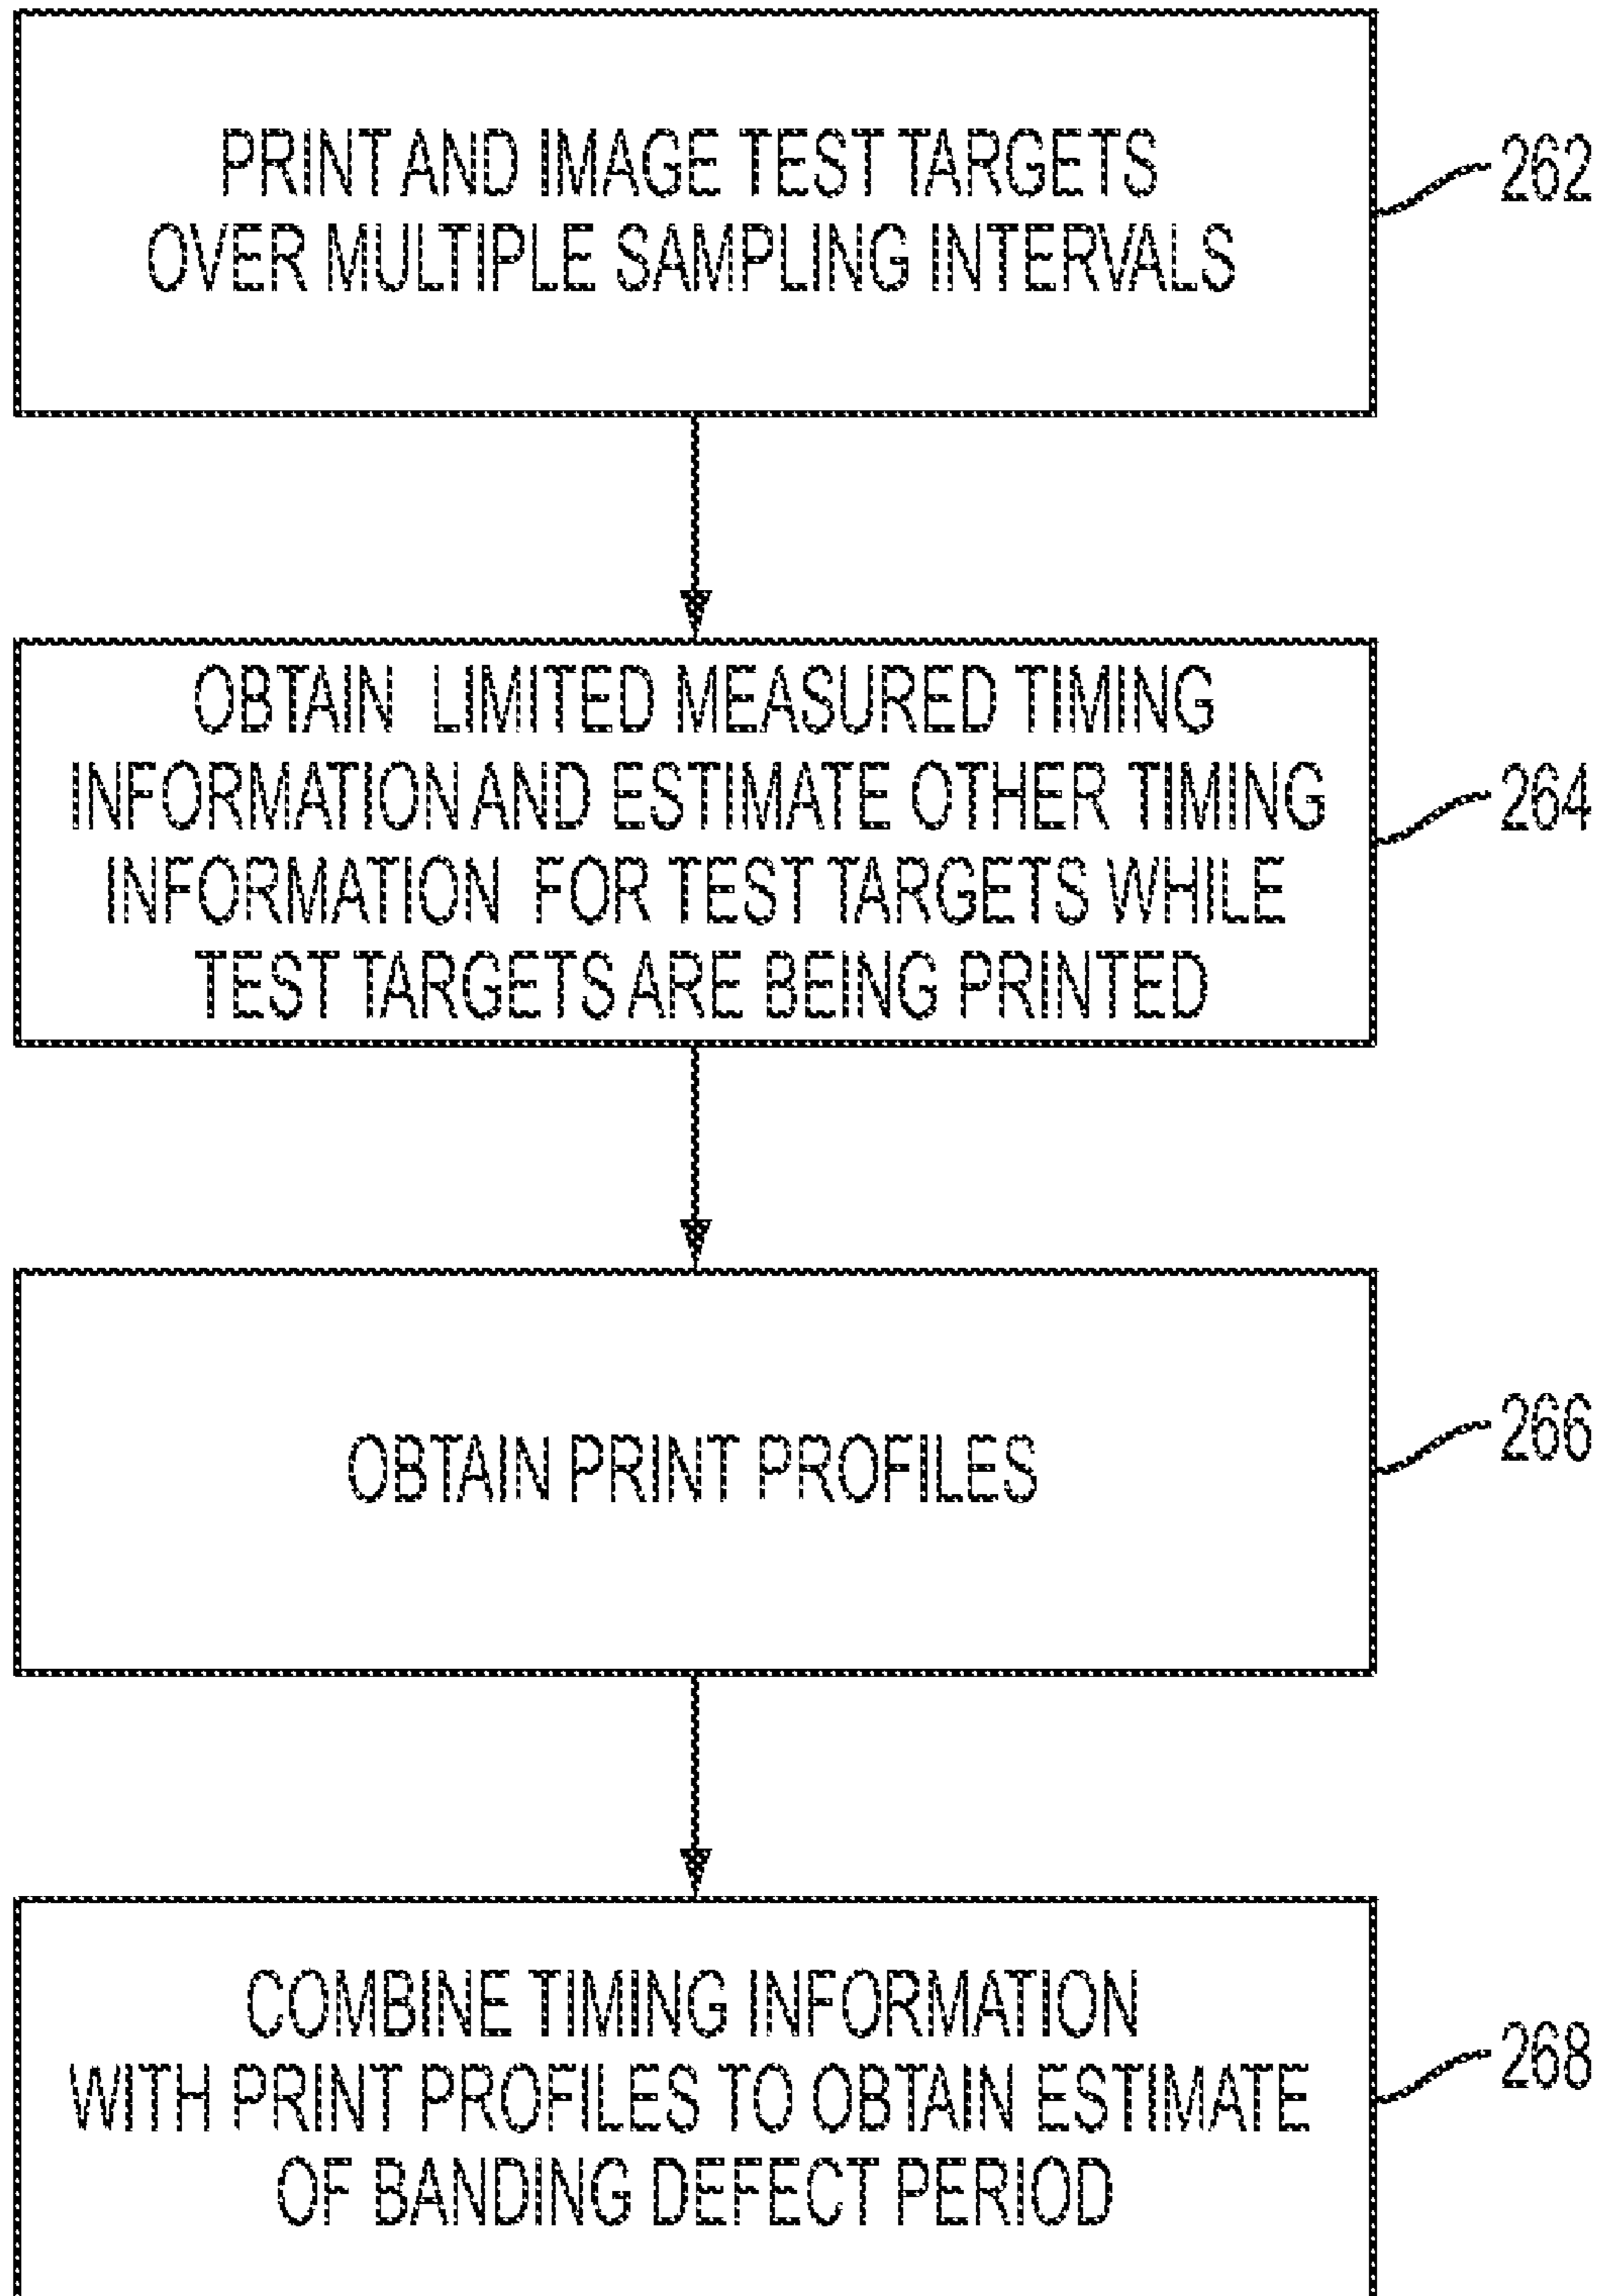 PRINT AND IMAGE TEST TARGETS
OVER MULTIPLE SAMPLING INTERVALS
262
OBTAIN LIMITED MEASURED TIMING
INFORMATION AND ESTIMATE OTHER TIMING
INFORMATION FOR TEST TARGETS WHILE
TEST TARGETS ARE BEING PRINTED
264
OBTAIN PRINT PROFILES
266
COMBINE TIMING INFORMATION
WITH PRINT PROFILES TO OBTAIN ESTIMATE
OF BANDING DEFECT PERIOD
268